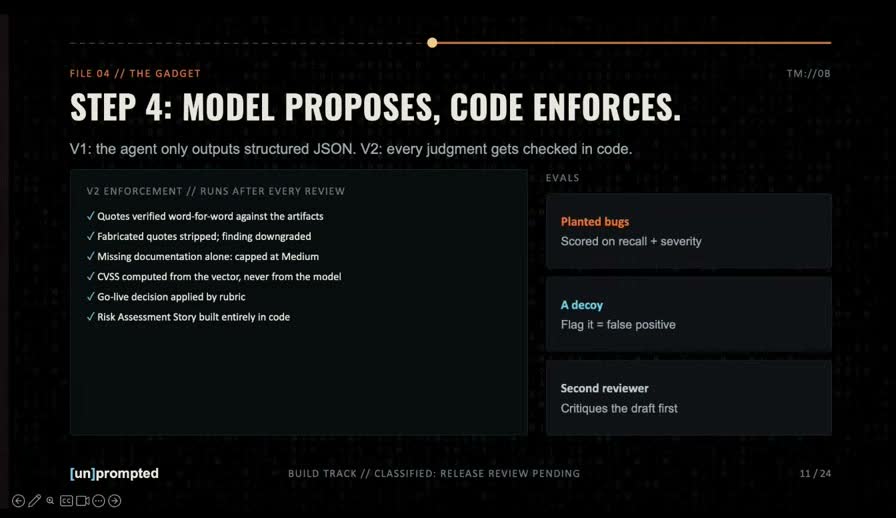 FILE 04 // THE GADGET
TM://0B
STEP 4: MODEL PROPOSES, CODE ENFORCES.
V1: the agent only outputs structured JSON. V2: every judgment gets checked in code.
V2 ENFORCEMENT // RUNS AFTER EVERY REVIEW
✓ Quotes verified word-for-word against the artifacts
✓ Fabricated quotes stripped; finding downgraded
✓ Missing documentation alone: capped at Medium
✓ CVSS computed from the vector, never from the model
✓ Go-live decision applied by rubric
✓ Risk Assessment Story built entirely in code
EVALS
Planted bugs
Scored on recall + severity
A decoy
Flag it = false positive
Second reviewer
Critiques the draft first
[un]prompted
BUILD TRACK // CLASSIFIED: RELEASE REVIEW PENDING
11 / 24
CC